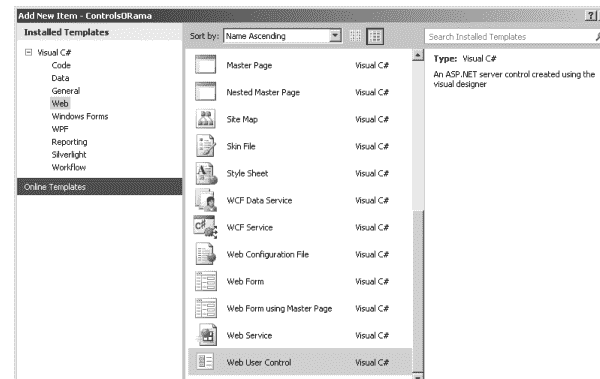 Add New Item - ControlsORama
?
Installed Templates
Sort by: Name Ascending
Search Installed Templates
Visual C#
Code
Data
General
Web
Windows Forms
WPF
Reporting
Silverlight
Workflow
Online Templates
Master Page Visual C#
Nested Master Page Visual C#
Site Map Visual C#
Skin File Visual C#
Style Sheet Visual C#
WCF Data Service Visual C#
C# WCF Service Visual C#
Web Configuration File Visual C#
Web Form Visual C#
Web Form using Master Page Visual C#
Web Service Visual C#
Web User Control Visual C#
Type: Visual C#
An ASP.NET server control created using the
visual designer